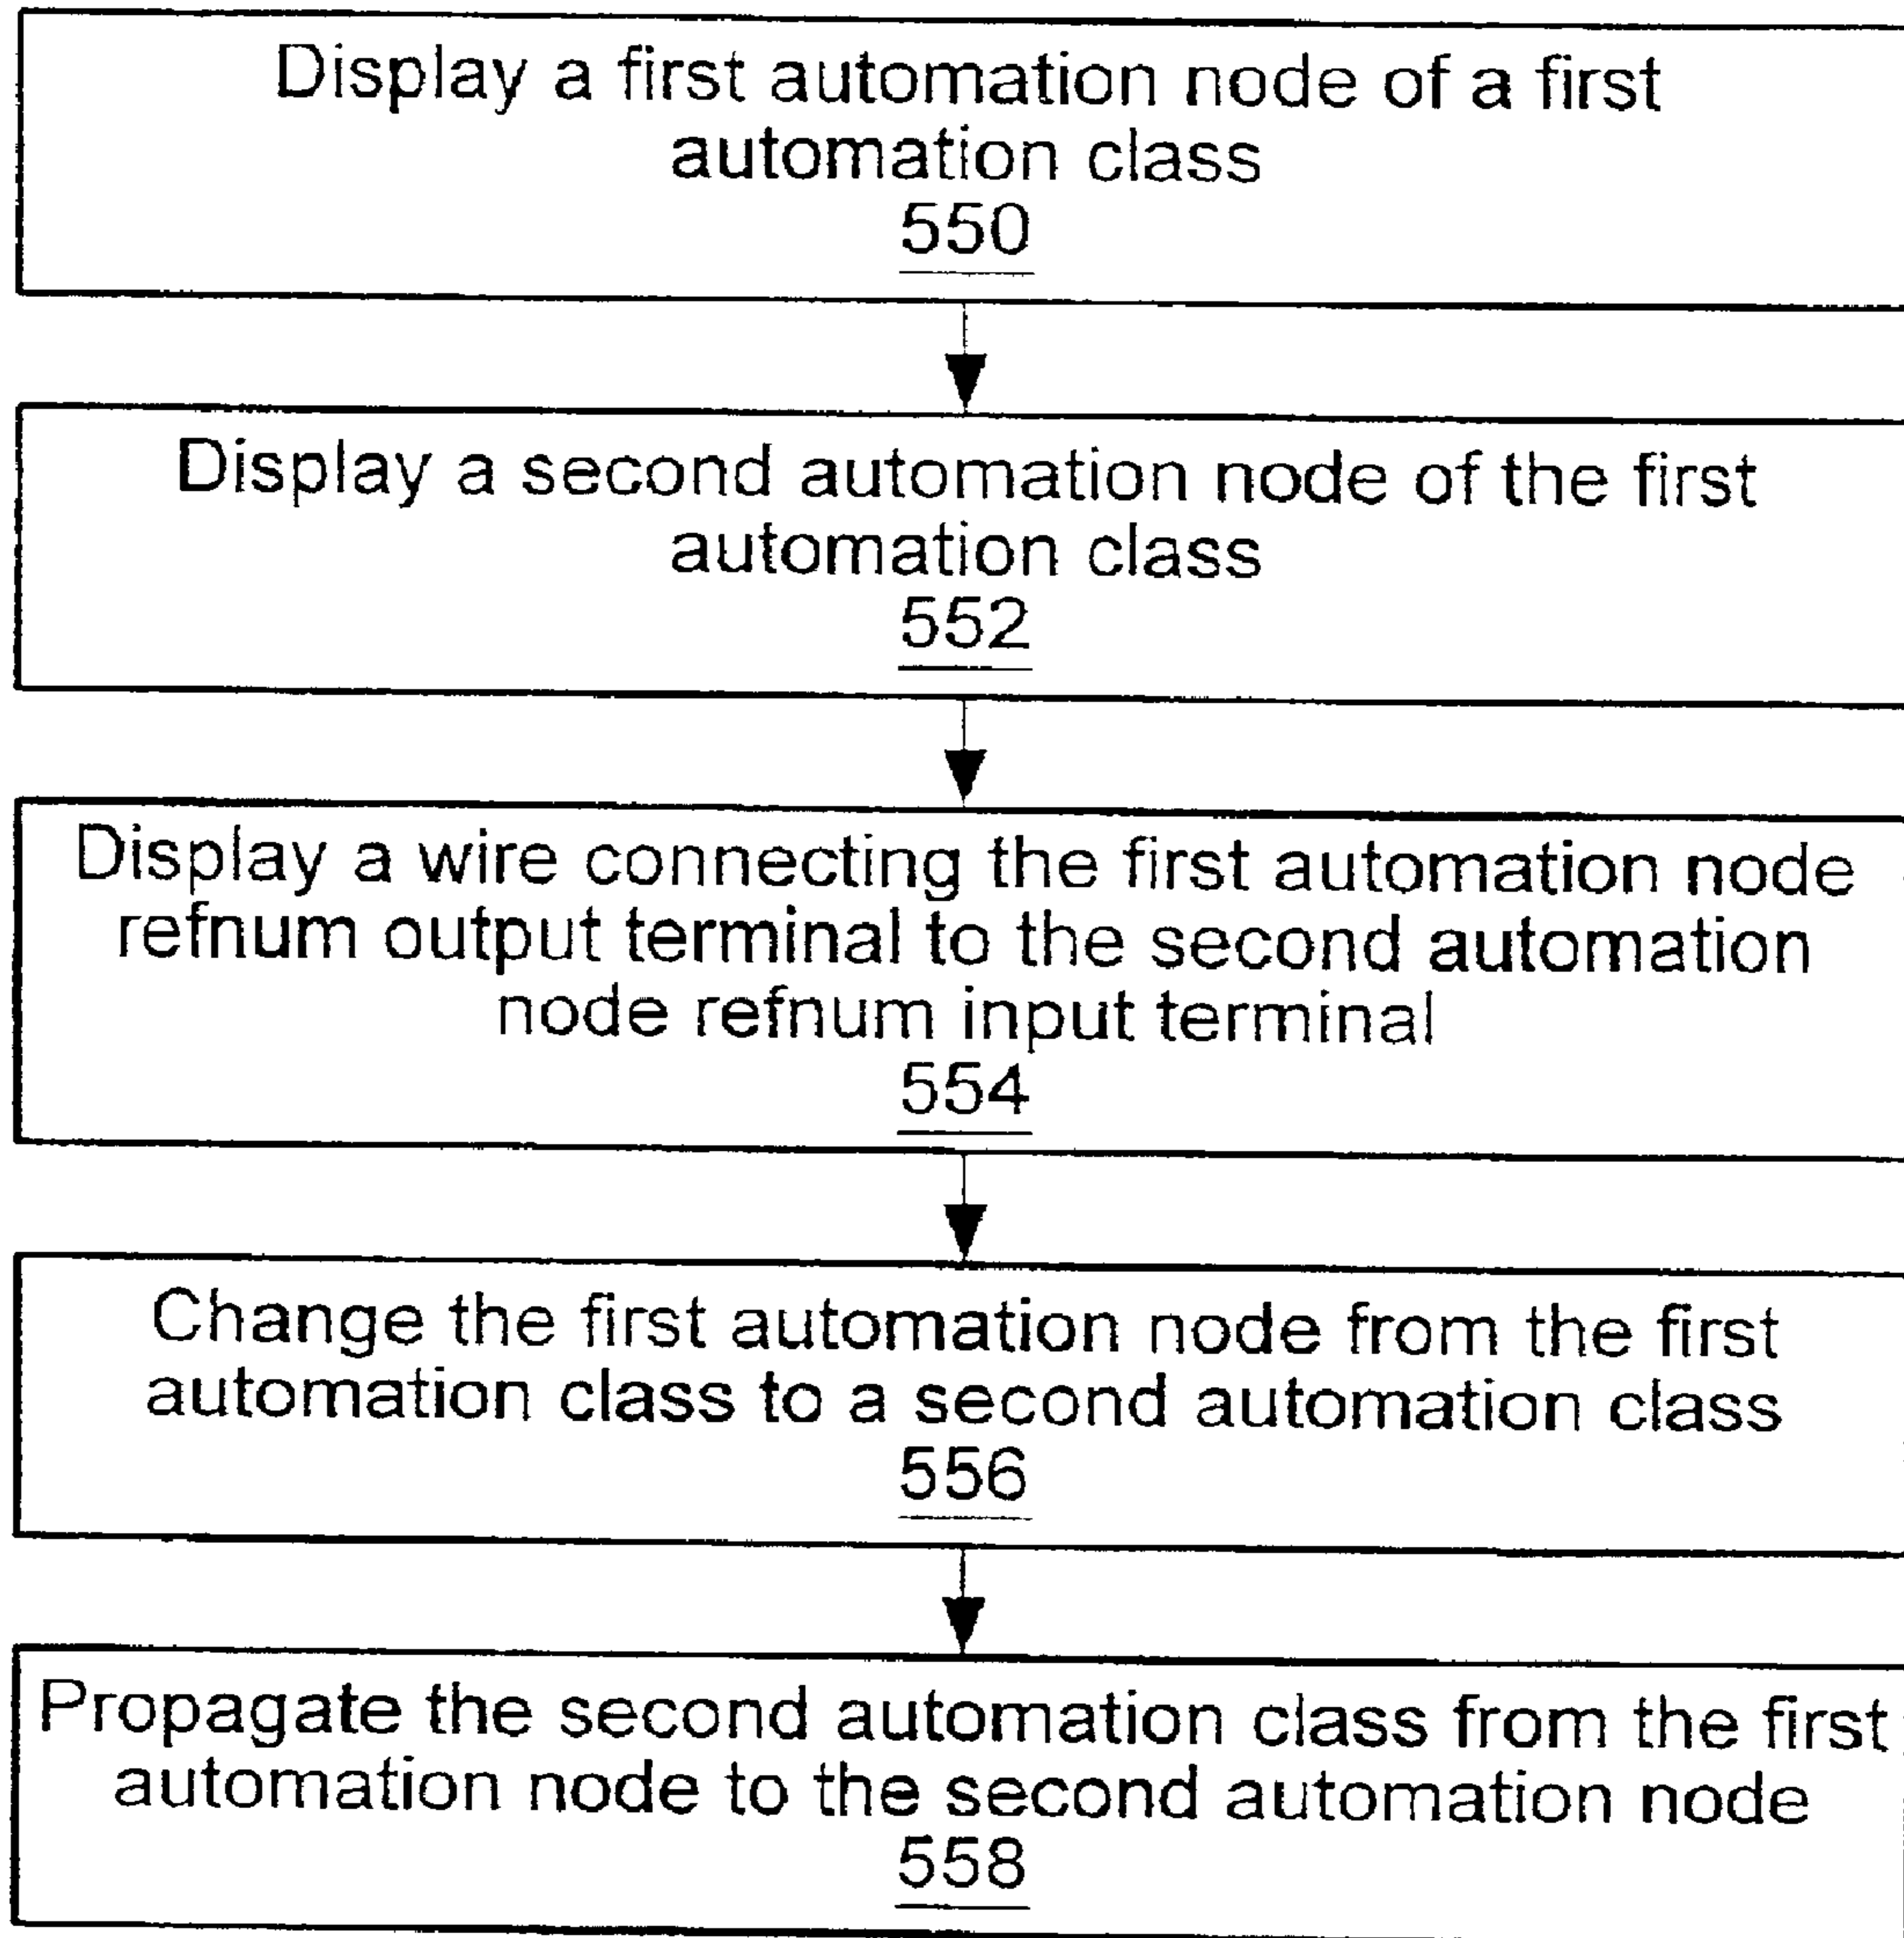 Display a first automation node of a first
automation class
550
Display a second automation node of the first
automation class
552
Display a wire connecting the first automation node
refnum output terminal to the second automation
node refnum input terminal
554
Change the first automation node from the first
automation class to a second automation class
556
Propagate the second automation class from the first
automation node to the second automation node
558